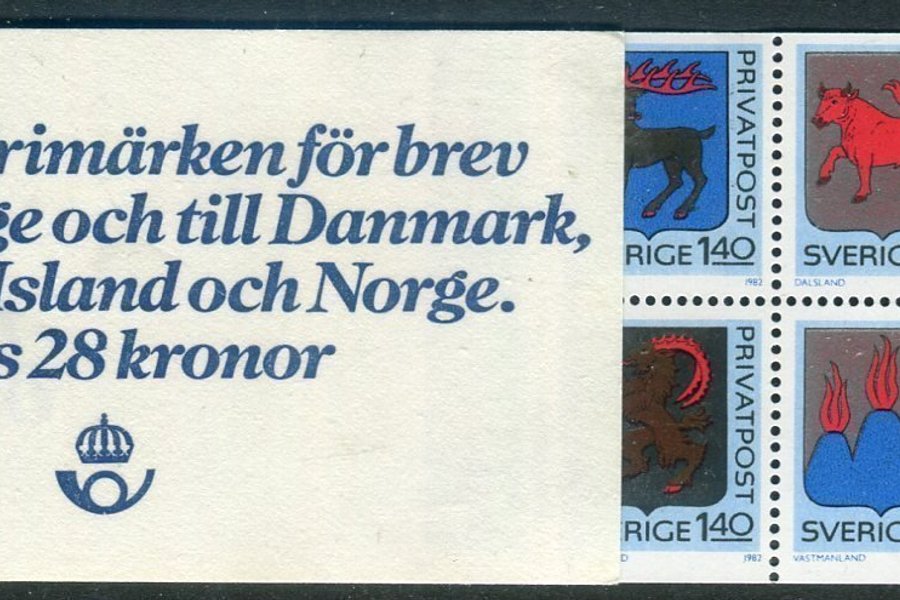 rimärken för brev
ge och till Danmark,
Island och Norge.
s 28 kronor
PRIVATPOST
RIGE 1.40
1982
SVERIG
DALSLAND
PRIVATPOST
RIGE 1.40
D
1982
SVERIG
VÄSTMANLAND